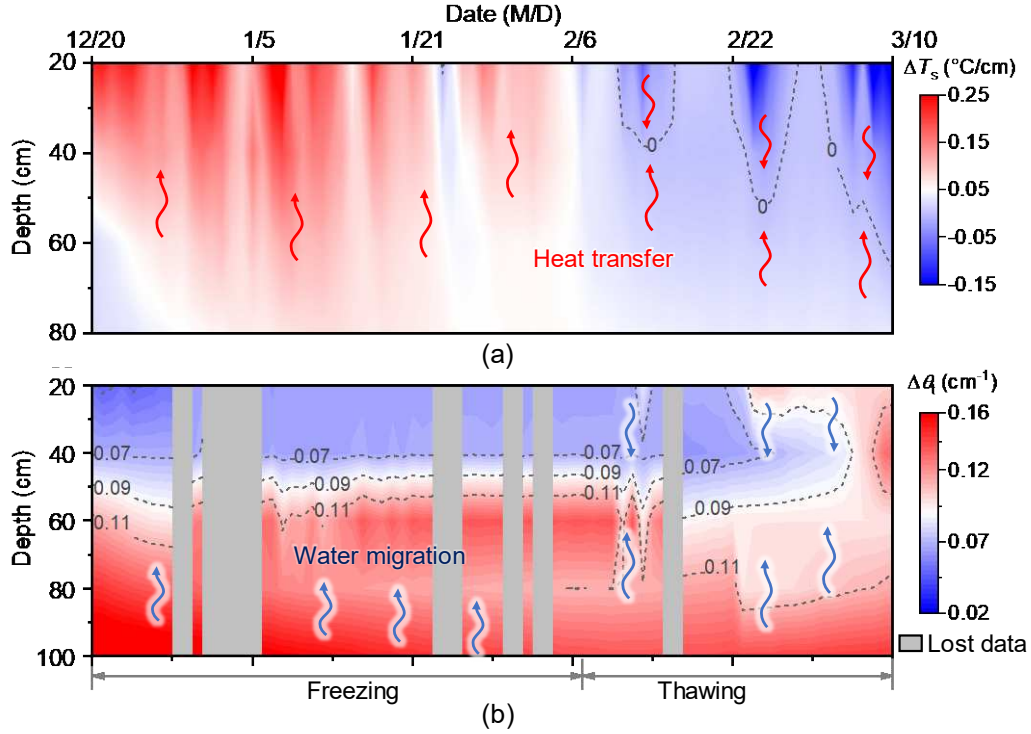 Date (M/D)
12/20 1/5 1/21 2/6 2/22 3/10
20
40
60
80
Depth (cm)
0
0
0
Heat transfer
ΔTs (°C/cm)
0.25
0.15
0.05
-0.05
-0.15
(a)
20
40
60
80
100
Depth (cm)
0.07 0.07 0.07 0.07
0.09 0.09 0.09 0.09
0.11 0.11 0.11 0.11
Water migration
Δθl (cm-1)
0.16
0.12
0.07
0.02
Lost data
Freezing Thawing
(b)